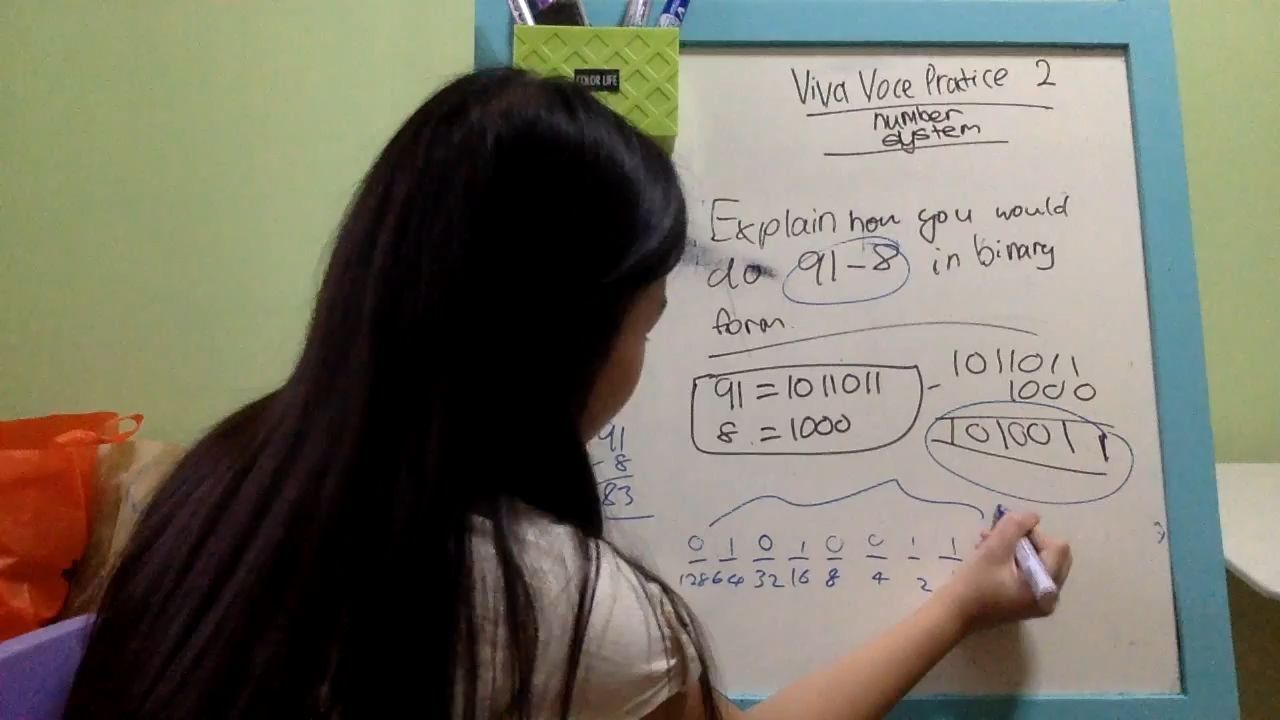 COLOR LIFE
Viva Voce Pratice 2
number
system
Explain how you would
do 91-8 in binary
form.
91 = 1011011
8 = 1000
1011011
- 1000
1010011
91
- 8
83
0 1 0 1 0 0 1 1
128 64 32 16 8 4 2